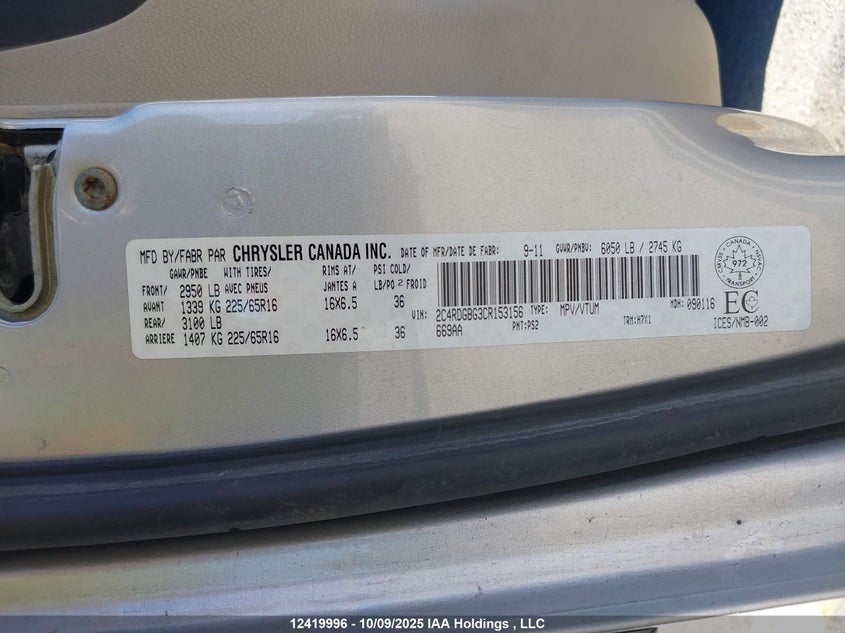 MFD BY/FABR PAR CHRYSLER CANADA INC. DATE OF MFR/DATE DE FABR: 9-11 GVWR/PNBV: 6050 LB / 2745 KG
GAWR/PNBE WITH TIRES/ RIMS AT/ PSI COLD/
FRONT/ 2950 LB AVEC PNEUS JANTES A LB/PO 2 FROID
AVANT 1339 KG 225/65R16 16X6.5 36
REAR/ 3100 LB
ARRIERE 1407 KG 225/65R16 16X6.5 36
VIN: 2C4RDGBG3CR153156 TYPE: MPV/VTUM MDH: 090116
669AA PNT:PS2 TRM:H7X1
CANADA
972
EC
ICES/NMB-002
12419996 - 10/09/2025 IAA Holdings , LLC